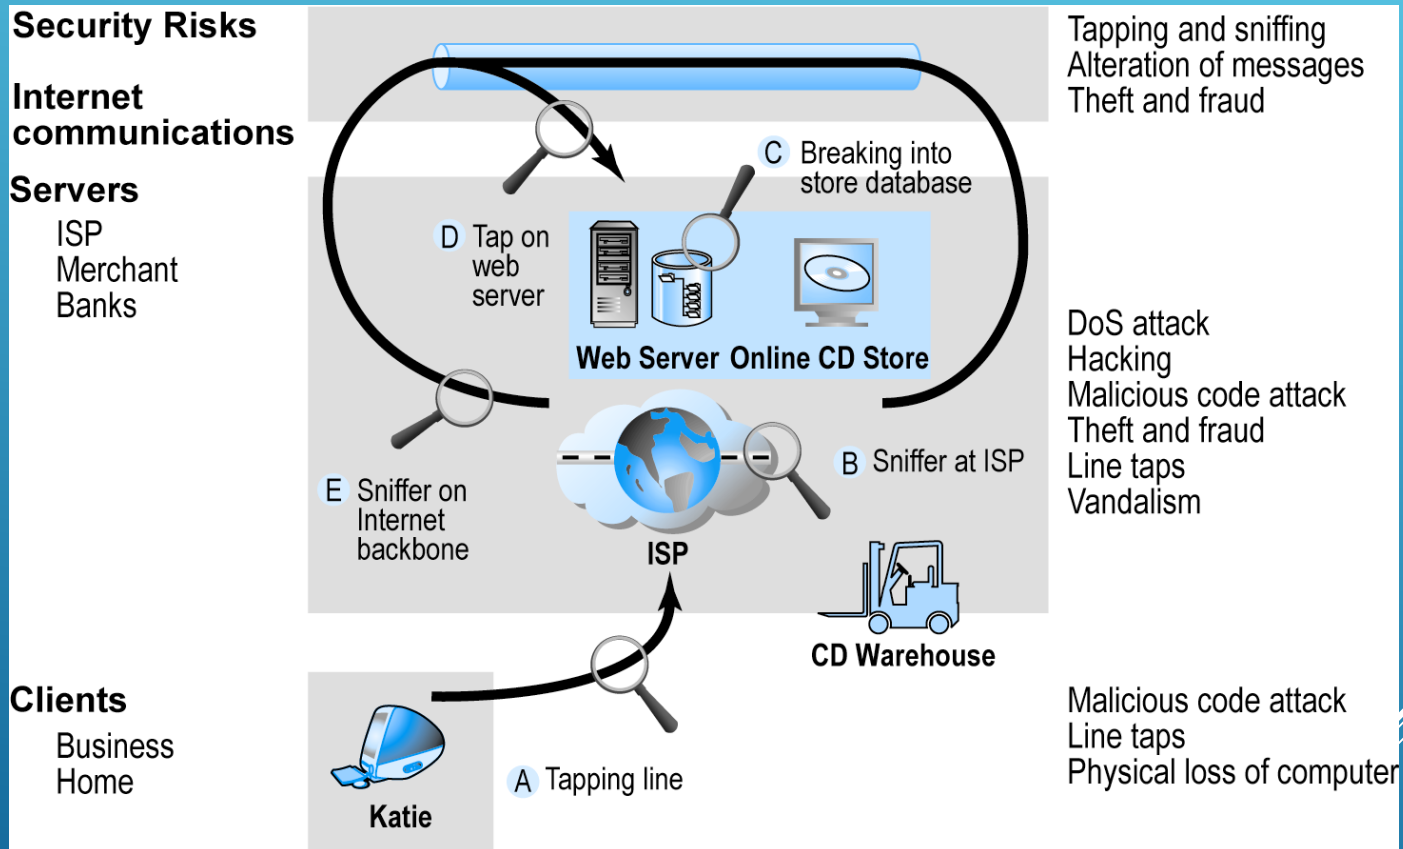 Security Risks
Internet
communications
Tapping and sniffing
Alteration of messages
Theft and fraud
Servers
ISP
Merchant
Banks
C Breaking into
store database
D Tap on
web
server
Web Server
Online CD Store
DoS attack
Hacking
Malicious code attack
Theft and fraud
Line taps
Vandalism
B Sniffer at ISP
E Sniffer on
Internet
backbone
ISP
CD Warehouse
Clients
Business
Home
Katie
A Tapping line
Malicious code attack
Line taps
Physical loss of computer